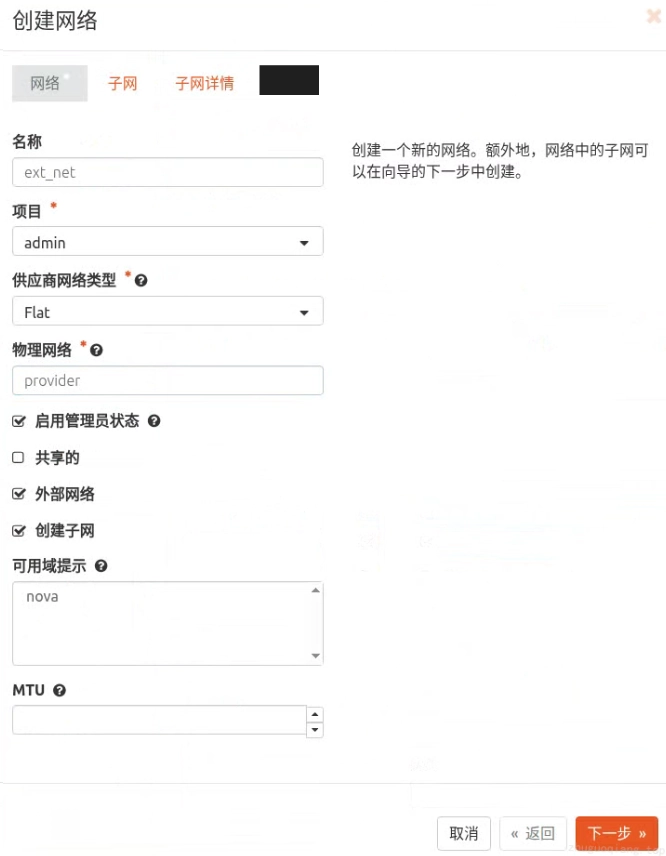 创建网络
网络 *
子网
子网详情
名称
ext_net
创建一个新的网络。额外地，网络中的子网可
以在向导的下一步中创建。
项目 *
admin
供应商网络类型 *
Flat
物理网络 *
provider
启用管理员状态
共享的
外部网络
创建子网
可用域提示
nova
MTU
取消
« 返回
下一步 »